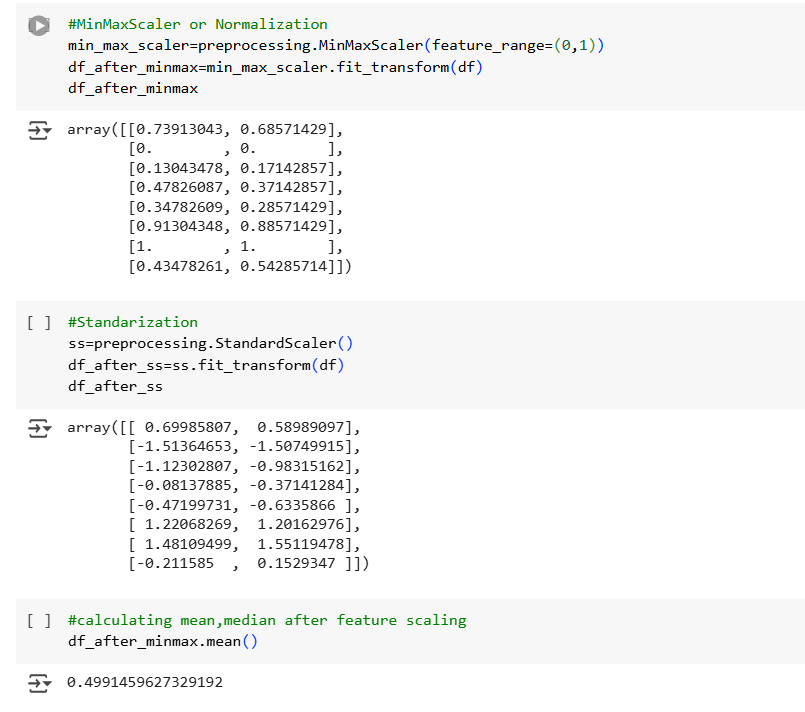 #MinMaxScaler or Normalization
min_max_scaler=preprocessing.MinMaxScaler(feature_range=(0,1))
df_after_minmax=min_max_scaler.fit_transform(df)
df_after_minmax
array([[0.73913043, 0.68571429],
[0.        , 0.        ],
[0.13043478, 0.17142857],
[0.47826087, 0.37142857],
[0.34782609, 0.28571429],
[0.91304348, 0.88571429],
[1.        , 1.        ],
[0.43478261, 0.54285714]])
[ ] #Standarization
ss=preprocessing.StandardScaler()
df_after_ss=ss.fit_transform(df)
df_after_ss
array([[ 0.69985807,  0.58989097],
[-1.51364653, -1.50749915],
[-1.12302807, -0.98315162],
[-0.08137885, -0.37141284],
[-0.47199731, -0.6335866 ],
[ 1.22068269,  1.20162976],
[ 1.48109499,  1.55119478],
[-0.211585  ,  0.1529347 ]])
[ ] #calculating mean,median after feature scaling
df_after_minmax.mean()
0.4991459627329192